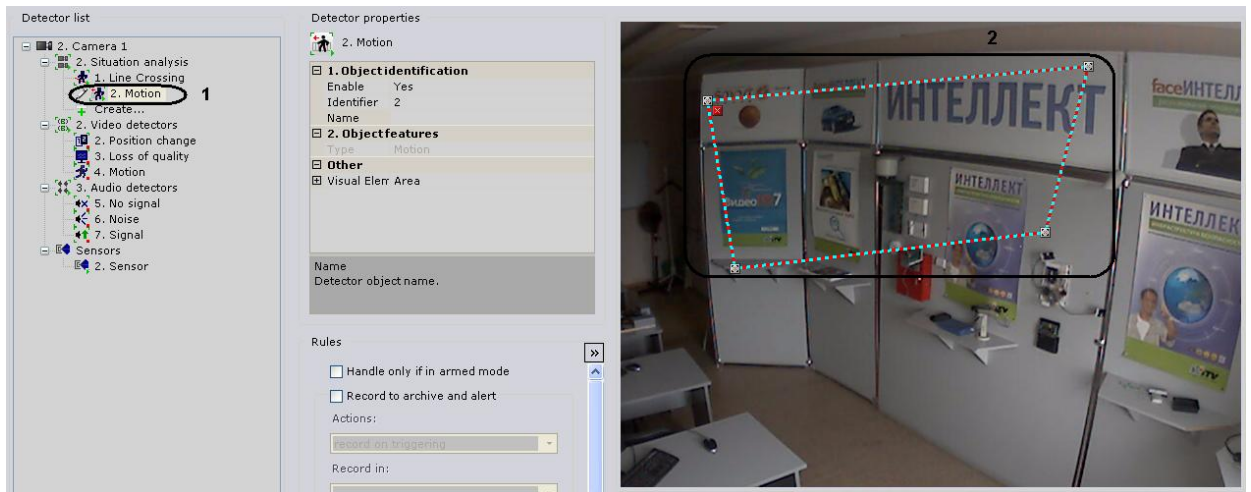 Detector list
2. Camera 1
2. Situation analysis
1. Line Crossing
2. Motion
1
Create...
2. Video detectors
2. Position change
3. Loss of quality
4. Motion
3. Audio detectors
5. No signal
6. Noise
7. Signal
Sensors
2. Sensor
Detector properties
2. Motion
1. Object identification
Enable Yes
Identifier 2
Name
2. Object features
Type Motion
Other
Visual Elem Area
Name
Detector object name.
Rules
»
Handle only if in armed mode
Record to archive and alert
Actions:
record on triggering
Record in:
2
ИНТЕЛЛЕКТ
faceИНТЕЛЛЕКТ
ИНТЕЛЛЕКТ
ИНТЕЛЛЕК
Видео 7
iTV